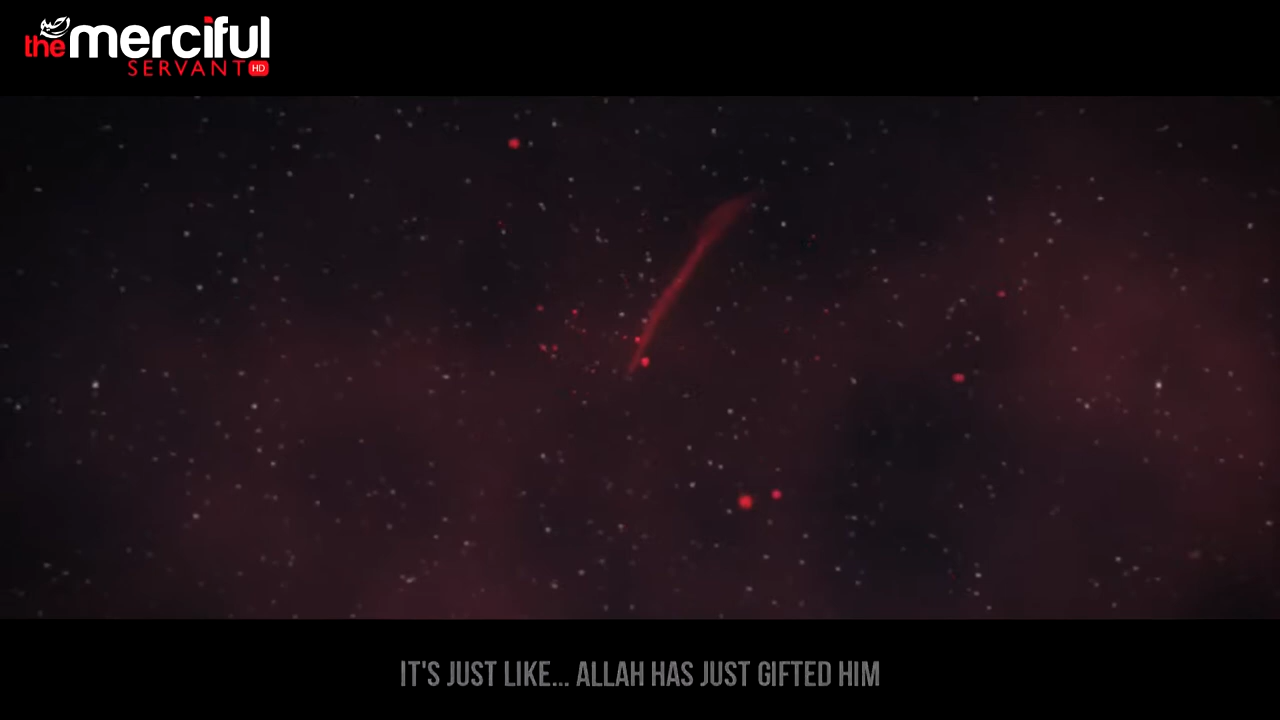 the merciful
SERVANT HD
IT'S JUST LIKE... ALLAH HAS JUST GIFTED HIM